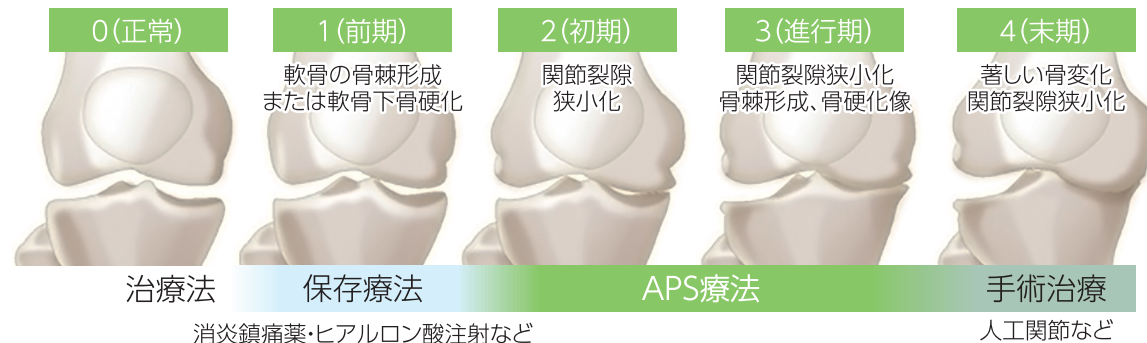 0(正常)
1(前期)
2(初期)
3(進行期)
4(末期)
軟骨の骨棘形成
または軟骨下骨硬化
関節裂隙
狭小化
関節裂隙狭小化
骨棘形成、骨硬化像
著しい骨変化
関節裂隙狭小化
治療法
保存療法
APS療法
手術治療
消炎鎮痛薬・ヒアルロン酸注射など
人工関節など